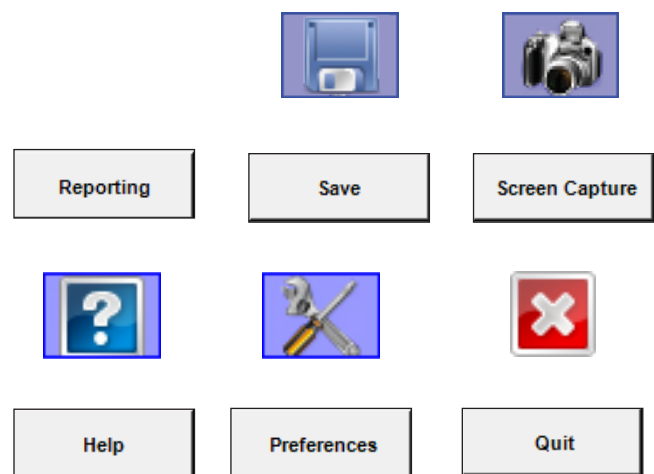 Reporting
Save
Screen Capture
Help
Preferences
Quit